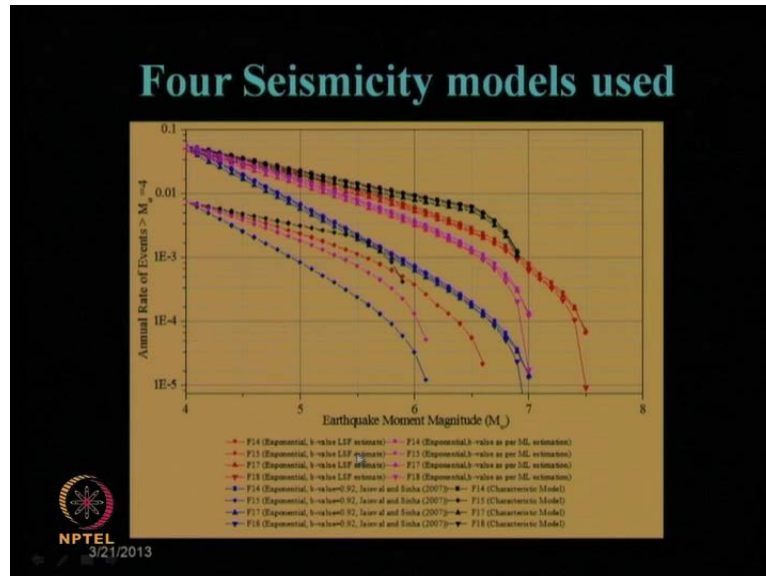 Four Seismicity models used
0.1
0.01
1E-3
1E-4
1E-5
Annual Rate of Events > Mw=4
4 5 6 7 8
Earthquake Moment Magnitude (Mw)
F14 (Exponential, b-value LSF estimate) F14 (Exponential,b-value as per ML estimation)
F15 (Exponential, b-value LSF estimate) F15 (Exponential,b-value as per ML estimation)
F17 (Exponential, b-value LSF estimate) F17 (Exponential,b-value as per ML estimation)
F18 (Exponential, b-value LSF estimate) F18 (Exponential,b-value as per ML estimation)
F14 (Exponential, b-value=0.92, Jaiswal and Sinha (2007)) F14 (Characteristic Model)
F15 (Exponential, b-value=0.92, Jaiswal and Sinha (2007)) F15 (Characteristic Model)
F17 (Exponential, b-value=0.92, Jaiswal and Sinha (2007)) F17 (Characteristic Model)
F18 (Exponential, b-value=0.92, Jaiswal and Sinha (2007)) F18 (Characteristic Model)
NPTEL
3/21/2013